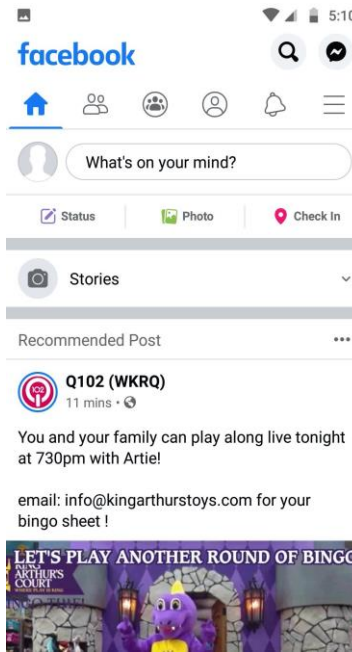 5:10
facebook
What's on your mind?
Status Photo Check In
Stories
Recommended Post
102
Q102 (WKRQ)
11 mins •
You and your family can play along live tonight
at 730pm with Artie!
email: info@kingarthurstoys.com for your
bingo sheet !
LET'S PLAY ANOTHER ROUND OF BINGO
KING
ARTHUR'S
COURT